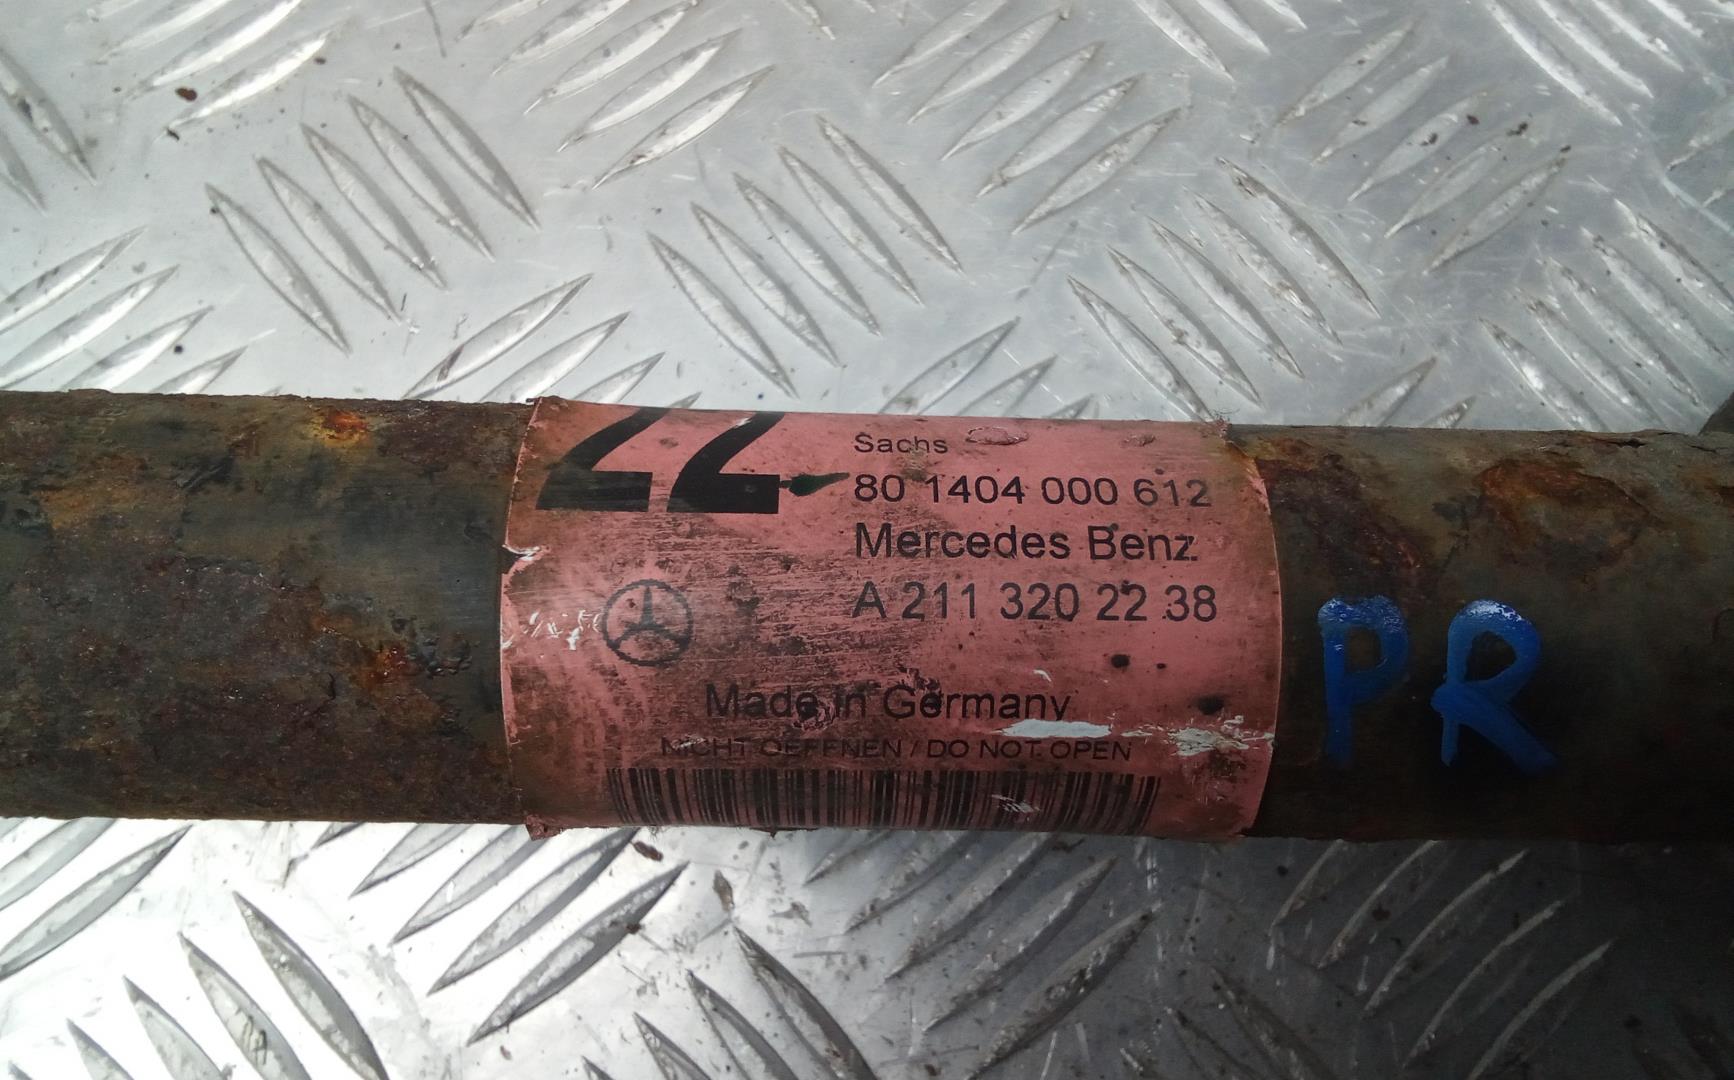 22
Sachs
80 1404 000 612
Mercedes Benz
A 211 320 22 38
Made in Germany
NICHT OEFFNEN / DO NOT OPEN
PR